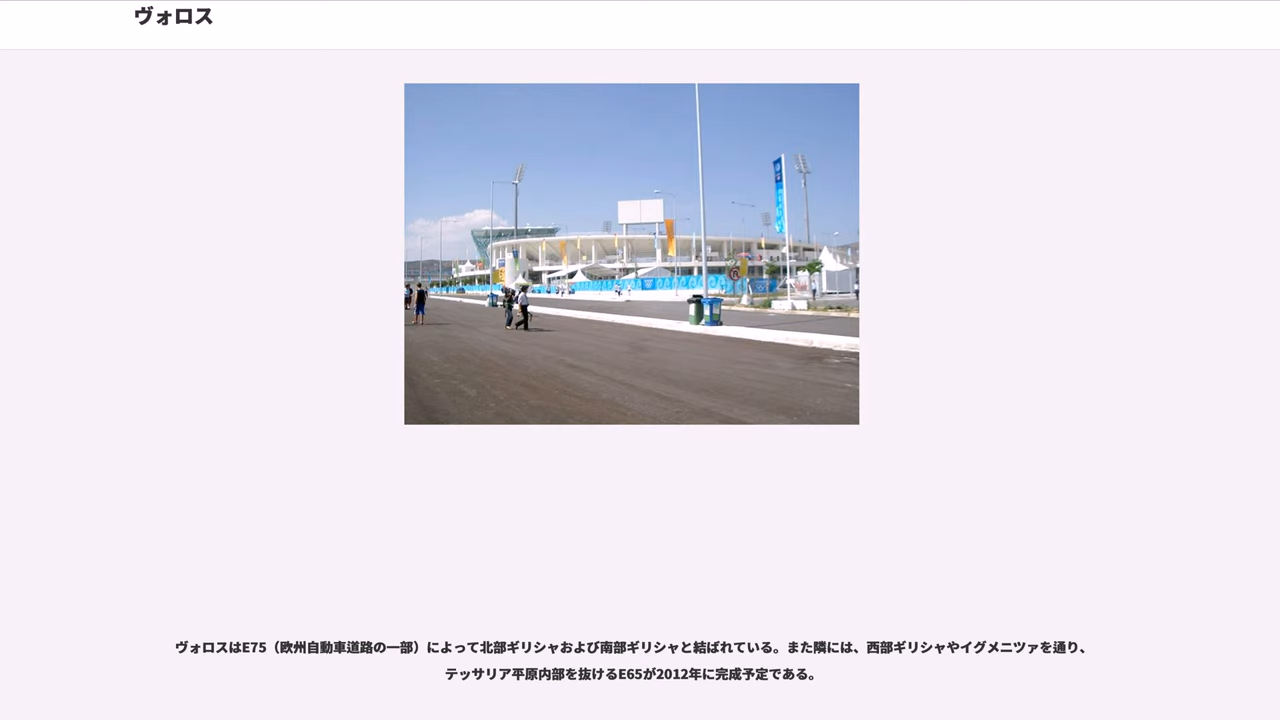 ヴォロス
ヴォロスはE75（欧州自動車道路の一部）によって北部ギリシャおよび南部ギリシャと結ばれている。また隣には、西部ギリシャやイグメニツァを通り、
テッサリア平原内部を抜けるE65が2012年に完成予定である。